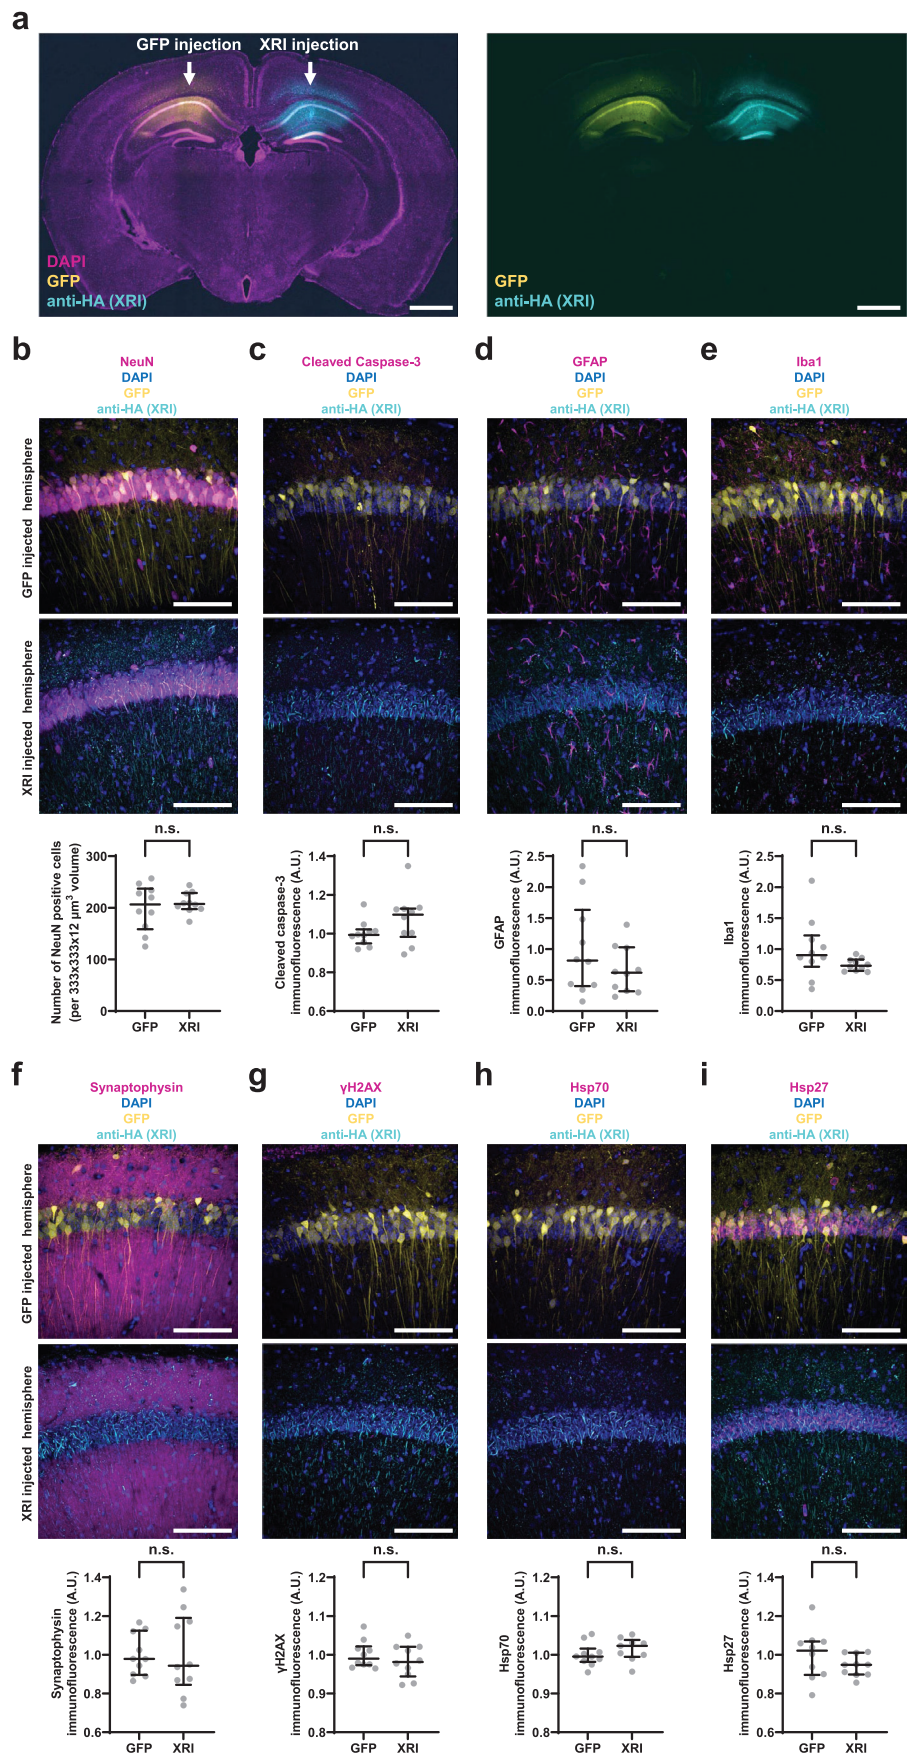 a
GFP injection XRI injection
DAPI
GFP
anti-HA (XRI)
GFP
anti-HA (XRI)
b c d e
NeuN Cleaved Caspase-3 GFAP Iba1
DAPI DAPI DAPI DAPI
GFP GFP GFP GFP
anti-HA (XRI) anti-HA (XRI) anti-HA (XRI) anti-HA (XRI)
GFP injected hemisphere
XRI injected hemisphere
n.s.
Number of NeuN positive cells
(per 333x333x12 µm³ volume)
300
200
100
0
GFP XRI
n.s.
Cleaved caspase-3
immunofluorescence (A.U.)
1.4
1.2
1.0
0.8
0.6
GFP XRI
n.s.
GFAP
immunofluorescence (A.U.)
2.5
2.0
1.5
1.0
0.5
0.0
GFP XRI
n.s.
Iba1
immunofluorescence (A.U.)
2.5
2.0
1.5
1.0
0.5
0.0
GFP XRI
f g h i
Synaptophysin γH2AX Hsp70 Hsp27
DAPI DAPI DAPI DAPI
GFP GFP GFP GFP
anti-HA (XRI) anti-HA (XRI) anti-HA (XRI) anti-HA (XRI)
GFP injected hemisphere
XRI injected hemisphere
n.s.
Synaptophysin
immunofluorescence (A.U.)
1.4
1.2
1.0
0.8
0.6
GFP XRI
n.s.
γH2AX
immunofluorescence (A.U.)
1.2
1.1
1.0
0.9
0.8
GFP XRI
n.s.
Hsp70
immunofluorescence (A.U.)
1.2
1.1
1.0
0.9
0.8
GFP XRI
n.s.
Hsp27
immunofluorescence (A.U.)
1.4
1.2
1.0
0.8
0.6
GFP XRI